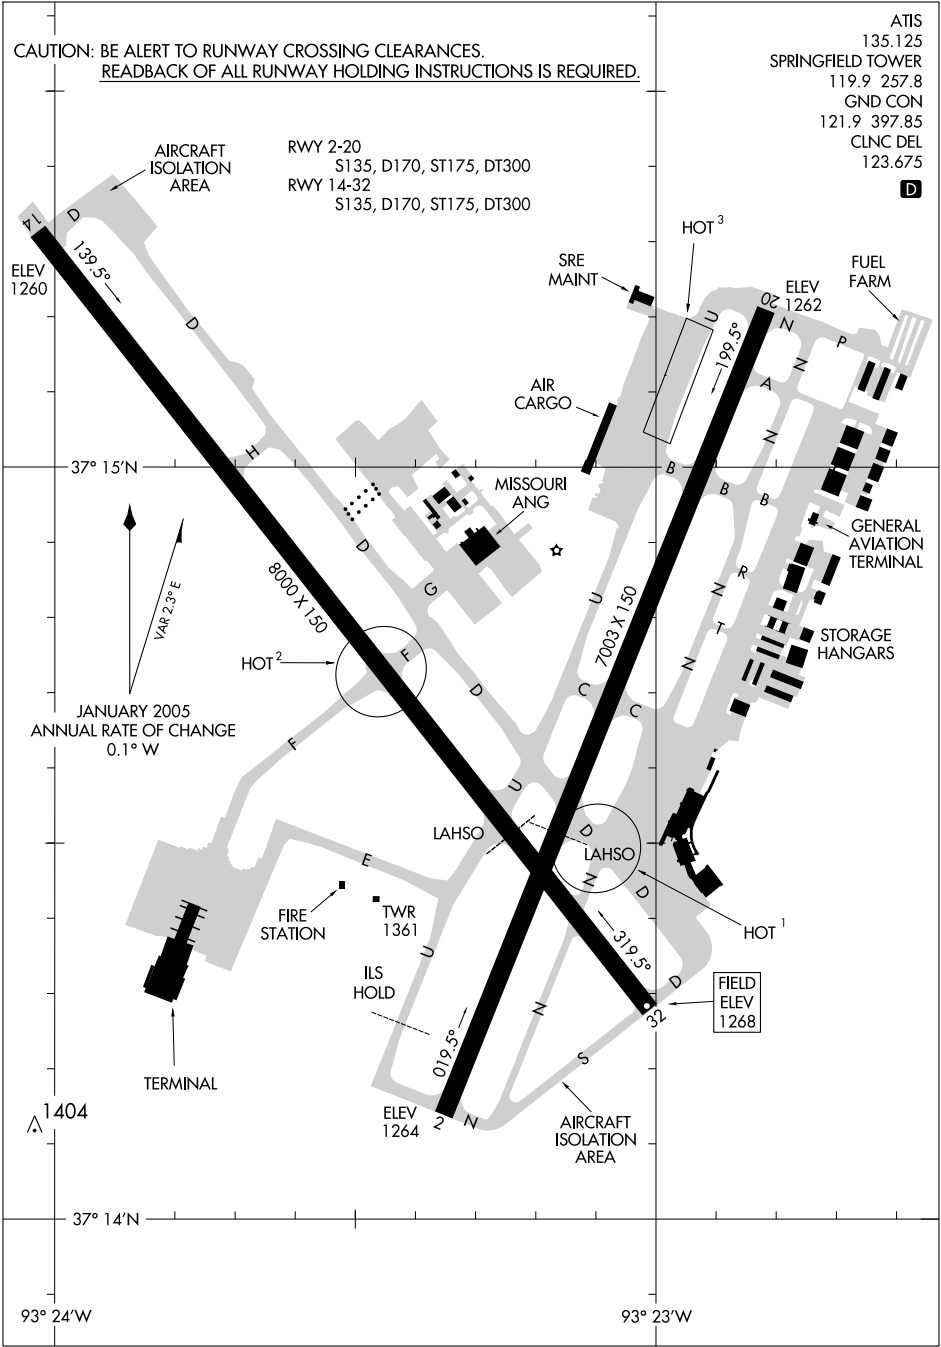 ATIS
135.125
SPRINGFIELD TOWER
119.9 257.8
GND CON
121.9 397.85
CLNC DEL
123.675
D
CAUTION: BE ALERT TO RUNWAY CROSSING CLEARANCES.
READBACK OF ALL RUNWAY HOLDING INSTRUCTIONS IS REQUIRED.
RWY 2-20
S135, D170, ST175, DT300
RWY 14-32
S135, D170, ST175, DT300
AIRCRAFT
ISOLATION
AREA
14
D
ELEV
1260
139.5°
D
HOT 3
SRE
MAINT
FUEL
FARM
ELEV
1262
20
U
N
P
199.5°
N
A
AIR
CARGO
N
H
37° 15'N
B
B
B
MISSOURI
ANG
GENERAL
AVIATION
TERMINAL
D
G
R
N
VAR 2.3° E
8000 X 150
U
7003 X 150
T
STORAGE
HANGARS
HOT 2
F
D
N
C
C
JANUARY 2005
ANNUAL RATE OF CHANGE
0.1° W
F
U
LAHSO
D
LAHSO
E
N
D
FIRE
STATION
TWR
1361
HOT 1
U
319.5°
ILS
HOLD
D
FIELD
ELEV
1268
N
32
019.5°
S
TERMINAL
1404
ELEV
1264
2
N
AIRCRAFT
ISOLATION
AREA
37° 14'N
93° 24'W
93° 23'W